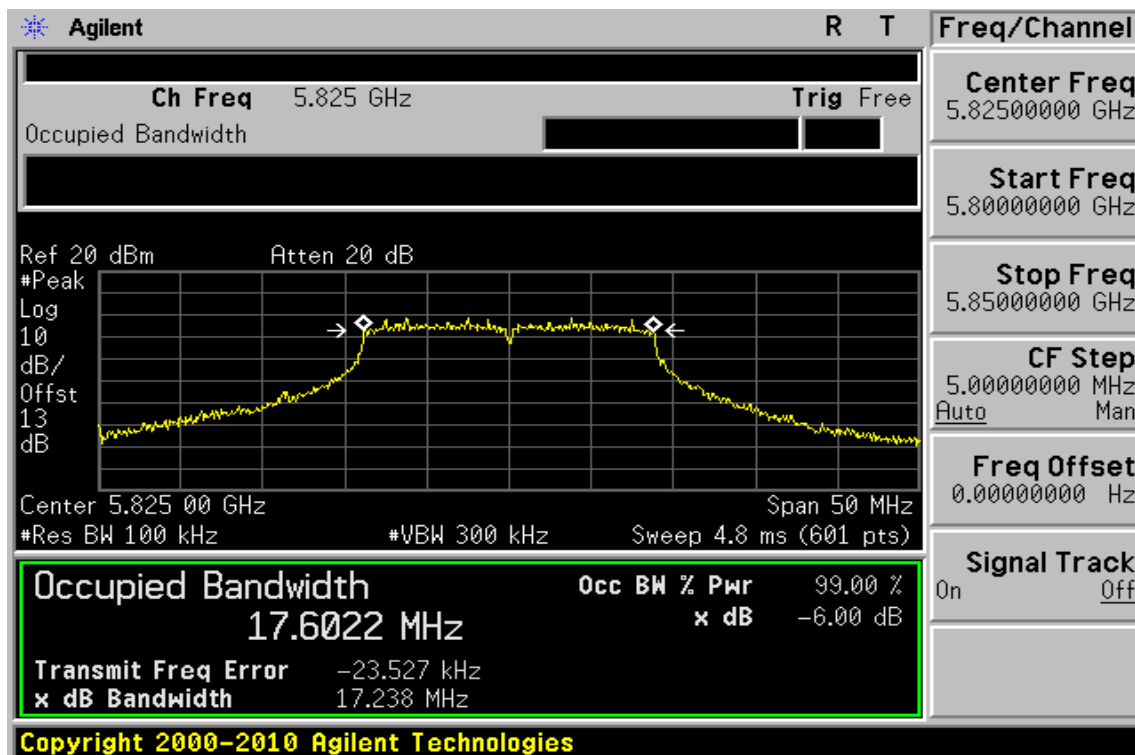 Agilent R T
Freq/Channel
Ch Freq 5.825 GHz Trig Free
Occupied Bandwidth
Center Freq
5.82500000 GHz
Start Freq
5.80000000 GHz
Stop Freq
5.85000000 GHz
CF Step
5.00000000 MHz
Auto Man
Freq Offset
0.00000000 Hz
Signal Track
On Off
Ref 20 dBm Atten 20 dB
#Peak
Log
10
dB/
Offst
13
dB
Center 5.825 00 GHz Span 50 MHz
#Res BW 100 kHz #VBW 300 kHz Sweep 4.8 ms (601 pts)
Occupied Bandwidth
17.6022 MHz
Occ BW % Pwr 99.00 %
x dB -6.00 dB
Transmit Freq Error -23.527 kHz
x dB Bandwidth 17.238 MHz
Copyright 2000-2010 Agilent Technologies